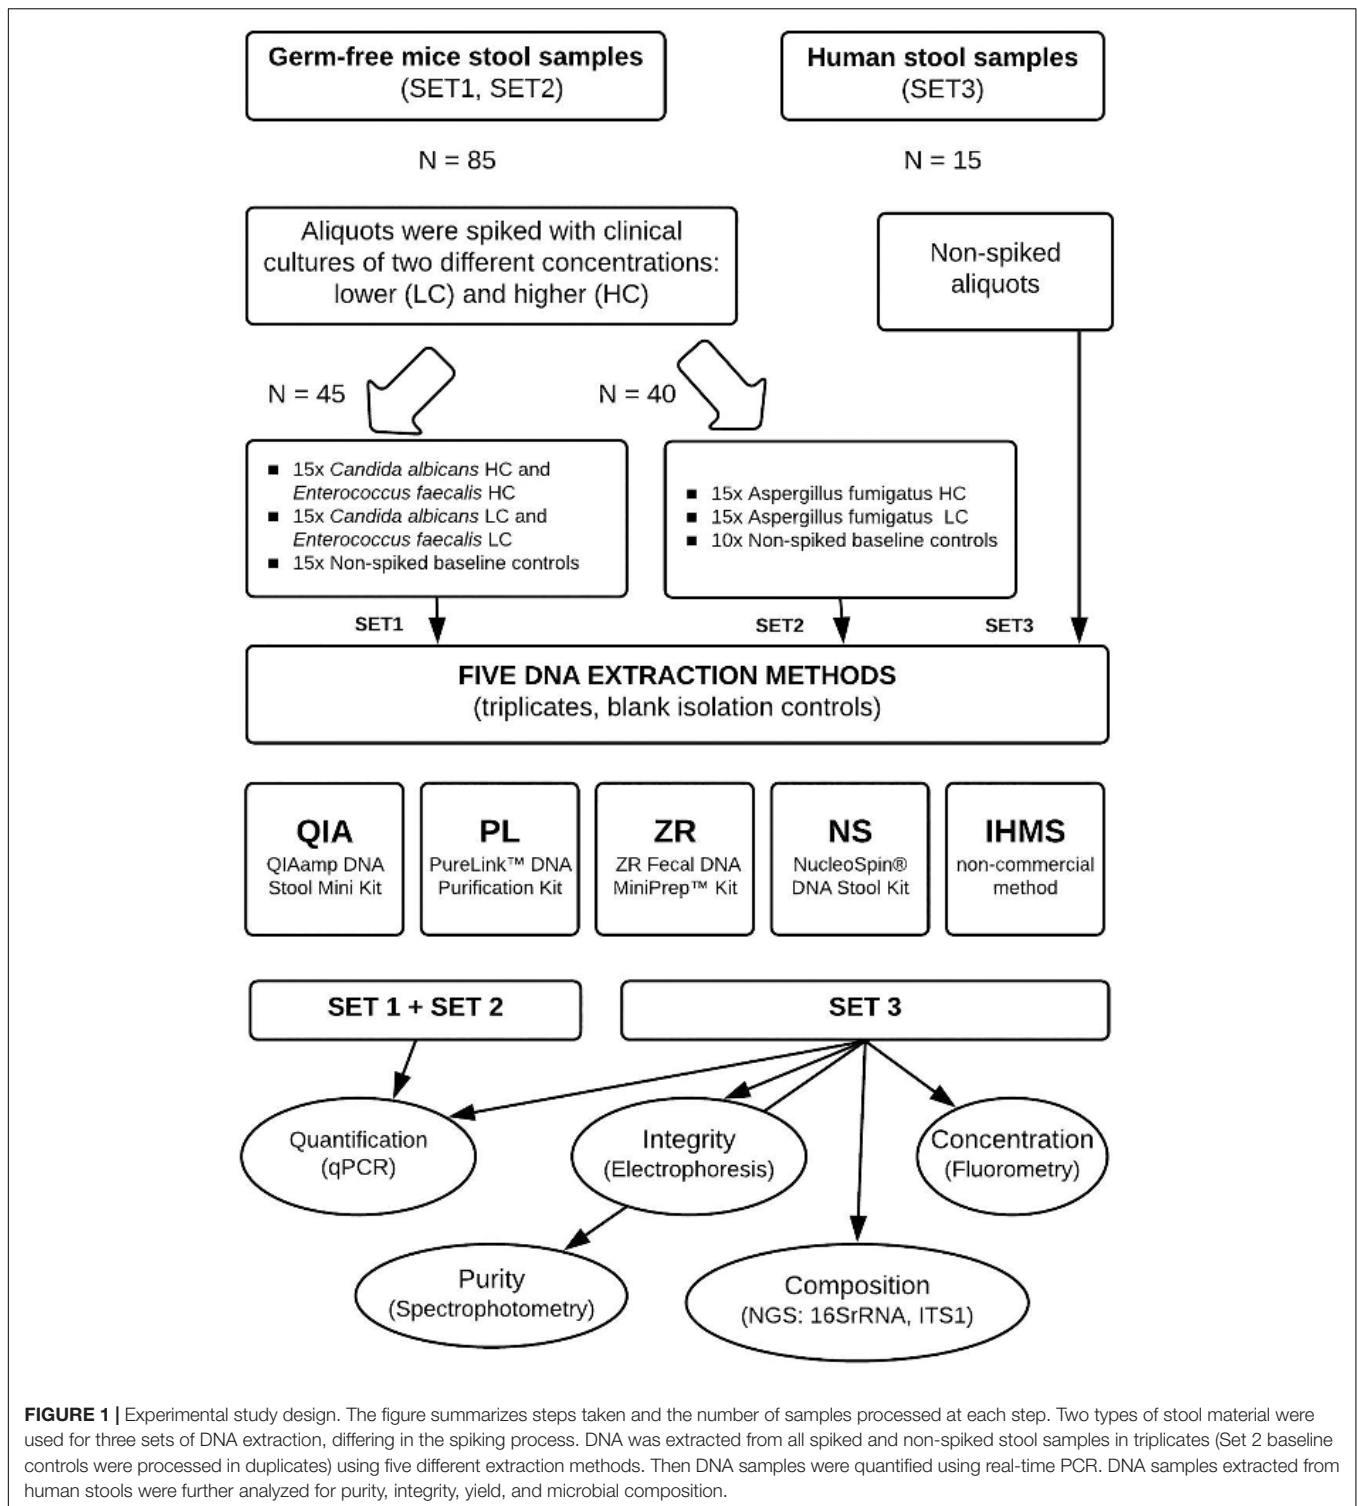 Germ-free mice stool samples
(SET1, SET2)
Human stool samples
(SET3)
N = 85
N = 15
Aliquots were spiked with clinical
cultures of two different concentrations:
lower (LC) and higher (HC)
Non-spiked
aliquots
N = 45
N = 40
■ 15x Candida albicans HC and
Enterococcus faecalis HC
■ 15x Candida albicans LC and
Enterococcus faecalis LC
■ 15x Non-spiked baseline controls
■ 15x Aspergillus fumigatus HC
■ 15x Aspergillus fumigatus LC
■ 10x Non-spiked baseline controls
SET1
SET2
SET3
FIVE DNA EXTRACTION METHODS
(triplicates, blank isolation controls)
QIA
QIAamp DNA
Stool Mini Kit
PL
PureLink™ DNA
Purification Kit
ZR
ZR Fecal DNA
MiniPrep™ Kit
NS
NucleoSpin®
DNA Stool Kit
IHMS
non-commercial
method
SET 1 + SET 2
SET 3
Quantification
(qPCR)
Integrity
(Electrophoresis)
Concentration
(Fluorometry)
Purity
(Spectrophotometry)
Composition
(NGS: 16SrRNA, ITS1)
FIGURE 1 | Experimental study design. The figure summarizes steps taken and the number of samples processed at each step. Two types of stool material were
used for three sets of DNA extraction, differing in the spiking process. DNA was extracted from all spiked and non-spiked stool samples in triplicates (Set 2 baseline
controls were processed in duplicates) using five different extraction methods. Then DNA samples were quantified using real-time PCR. DNA samples extracted from
human stools were further analyzed for purity, integrity, yield, and microbial composition.